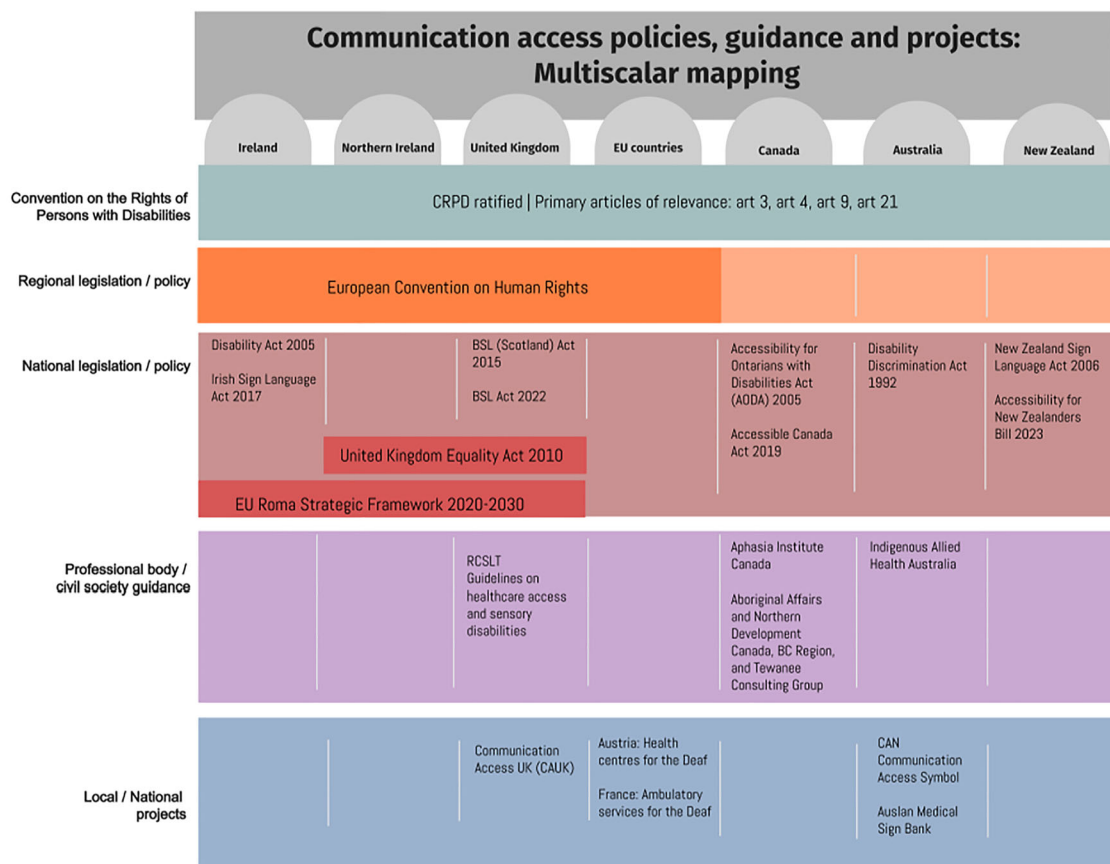 Communication access policies, guidance and projects:
Multiscalar mapping
Ireland
Northern Ireland
United Kingdom
EU countries
Canada
Australia
New Zealand
Convention on the Rights of
Persons with Disabilities
CRPD ratified | Primary articles of relevance: art 3, art 4, art 9, art 21
Regional legislation / policy
European Convention on Human Rights
National legislation / policy
Disability Act 2005
Irish Sign Language
Act 2017
BSL (Scotland) Act
2015
BSL Act 2022
Accessibility for
Ontarians with
Disabilities Act
(AODA) 2005
Accessible Canada
Act 2019
Disability
Discrimination Act
1992
New Zealand Sign
Language Act 2006
Accessibility for
New Zealanders
Bill 2023
United Kingdom Equality Act 2010
EU Roma Strategic Framework 2020-2030
Professional body /
civil society guidance
RCSLT
Guidelines on
healthcare access
and sensory
disabilities
Aphasia Institute
Canada
Aboriginal Affairs
and Northern
Development
Canada, BC Region,
and Tewanee
Consulting Group
Indigenous Allied
Health Australia
Local / National
projects
Communication
Access UK (CAUK)
Austria: Health
centres for the Deaf
France: Ambulatory
services for the Deaf
CAN
Communication
Access Symbol
Auslan Medical
Sign Bank